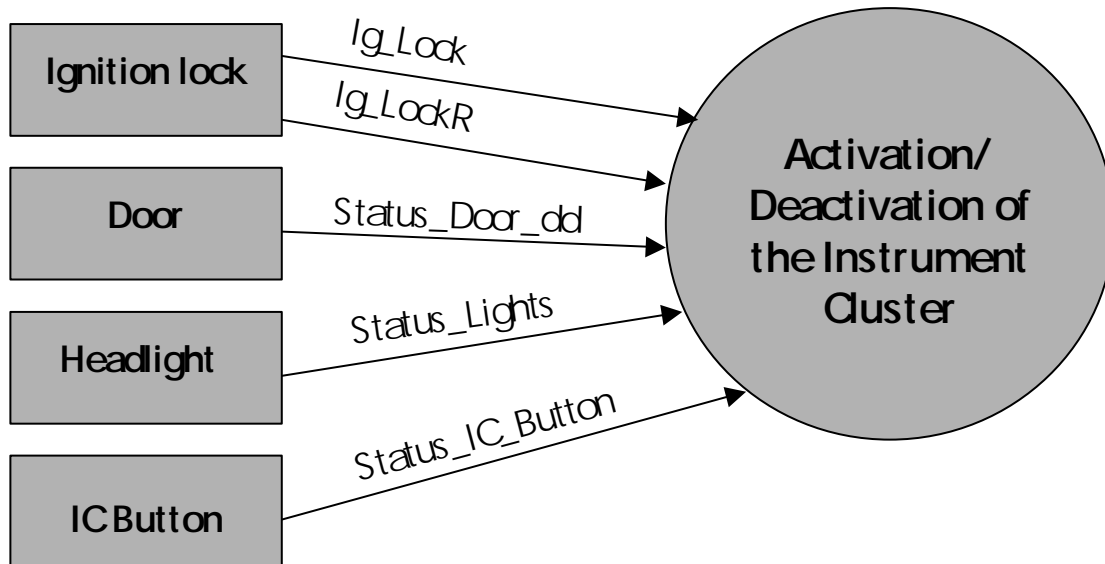 Ignition lock
Ig_Lock
Ig_LockR
Door
Status_Door_dd
Headlight
Status_Lights
IC Button
Status_IC_Button
Activation/
Deactivation of
the Instrument
Cluster